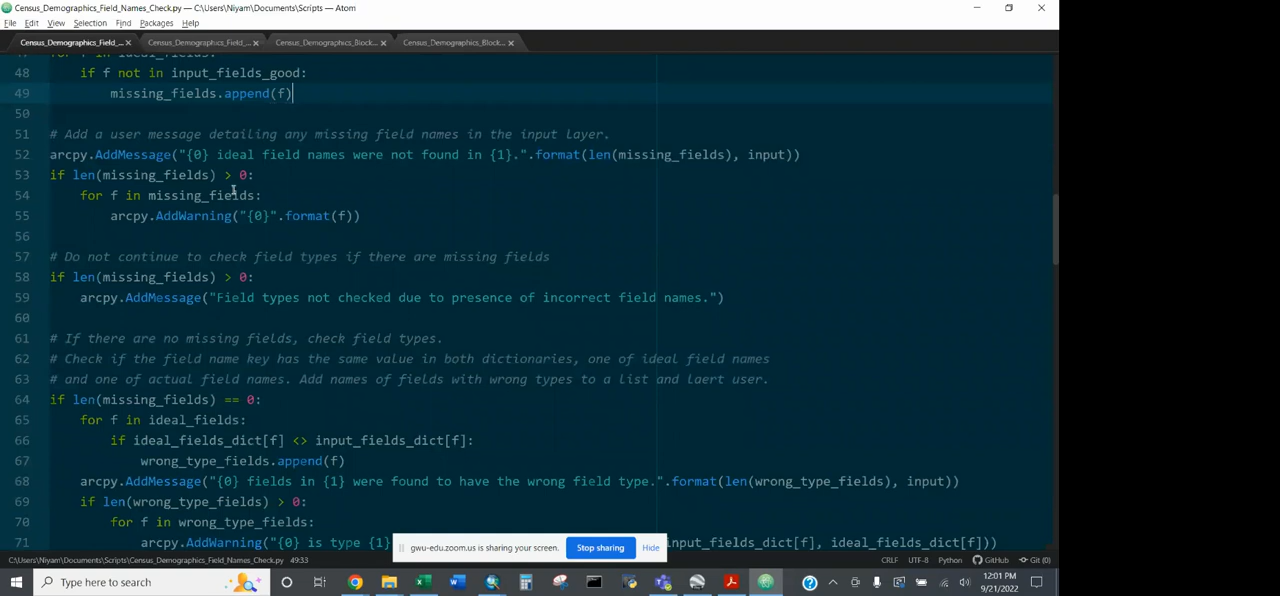 Census_Demographics_Field_Names_Check.py — C:\Users\Niyam\Documents\Scripts — Atom
File Edit View Selection Find Packages Help
Census_Demographics_Field_... × Census_Demographics_Field_... × Census_Demographics_Block... × Census_Demographics_Block... ×
47 for f in ideal_fields:
48 if f not in input_fields_good:
49 missing_fields.append(f)
50
51 # Add a user message detailing any missing field names in the input layer.
52 arcpy.AddMessage("{0} ideal field names were not found in {1}.".format(len(missing_fields), input))
53 if len(missing_fields) > 0:
54 for f in missing_fields:
55 arcpy.AddWarning("{0}".format(f))
56
57 # Do not continue to check field types if there are missing fields
58 if len(missing_fields) > 0:
59 arcpy.AddMessage("Field types not checked due to presence of incorrect field names.")
60
61 # If there are no missing fields, check field types.
62 # Check if the field name key has the same value in both dictionaries, one of ideal field names
63 # and one of actual field names. Add names of fields with wrong types to a list and laert user.
64 if len(missing_fields) == 0:
65 for f in ideal_fields:
66 if ideal_fields_dict[f] <> input_fields_dict[f]:
67 wrong_type_fields.append(f)
68 arcpy.AddMessage("{0} fields in {1} were found to have the wrong field type.".format(len(wrong_type_fields), input))
69 if len(wrong_type_fields) > 0:
70 for f in wrong_type_fields:
71 arcpy.AddWarning("{0} is type {1} input_fields_dict[f], ideal_fields_dict[f]))
gwu-edu.zoom.us is sharing your screen. Stop sharing Hide
C:\Users\Niyam\Documents\Scripts\Census_Demographics_Field_Names_Check.py 49:33 CRLF UTF-8 Python GitHub Git (0)
Type here to search 12:01 PM
9/21/2022